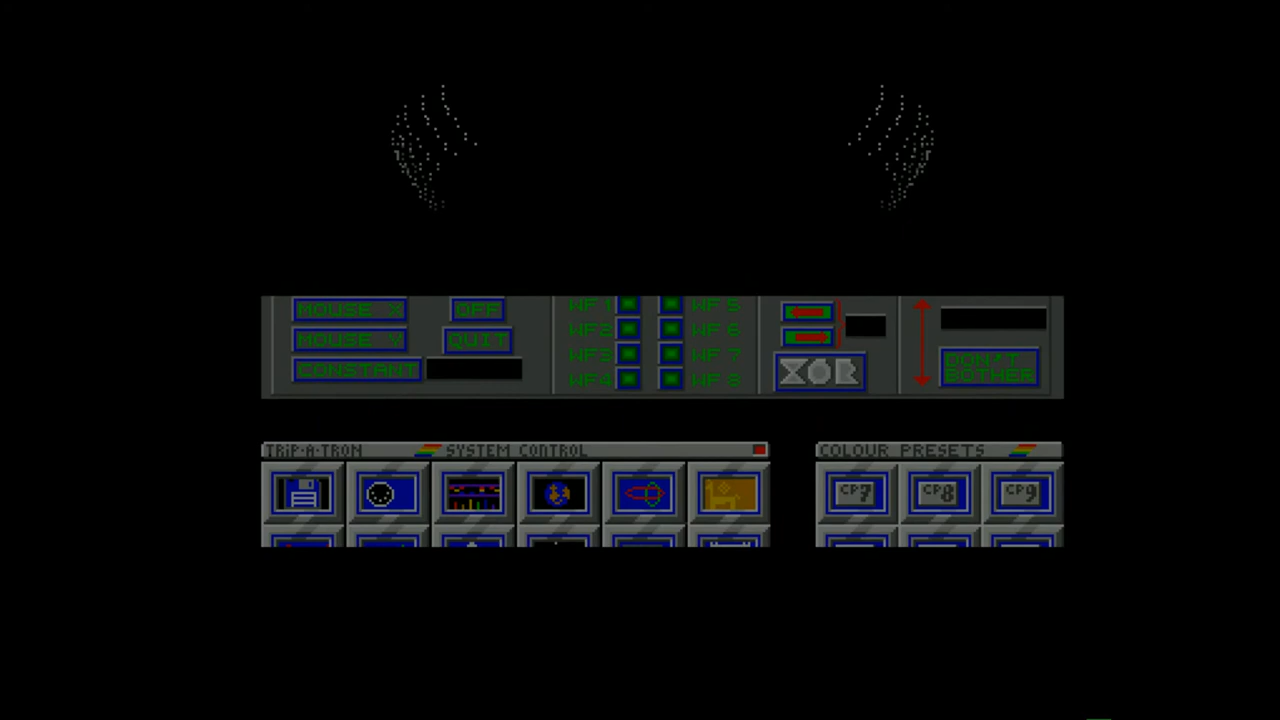 MOUSE X OFF WF1 WF5
MOUSE Y QUIT WF2 WF6
CONSTANT WF3 WF7
WF4 WF8
XOR
DON'T
BOTHER
TRiP·A·TRON SYSTEM CONTROL COLOUR PRESETS
CP7 CP8 CP9